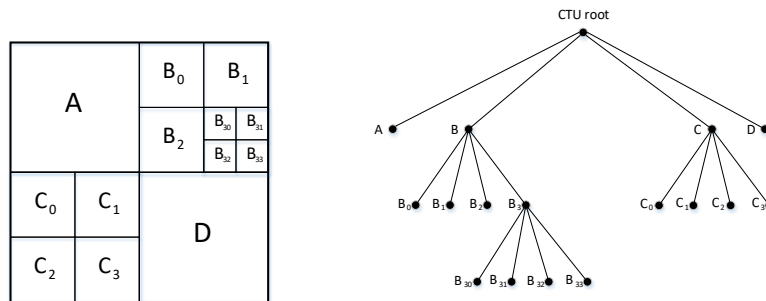 CTU root
A
B₀
B₁
B₂
B₃₀
B₃₁
B₃₂
B₃₃
C₀
C₁
C₂
C₃
D
A
B
C
D
B₀
B₁
B₂
B₃
C₀
C₁
C₂
C₃
B₃₀
B₃₁
B₃₂
B₃₃